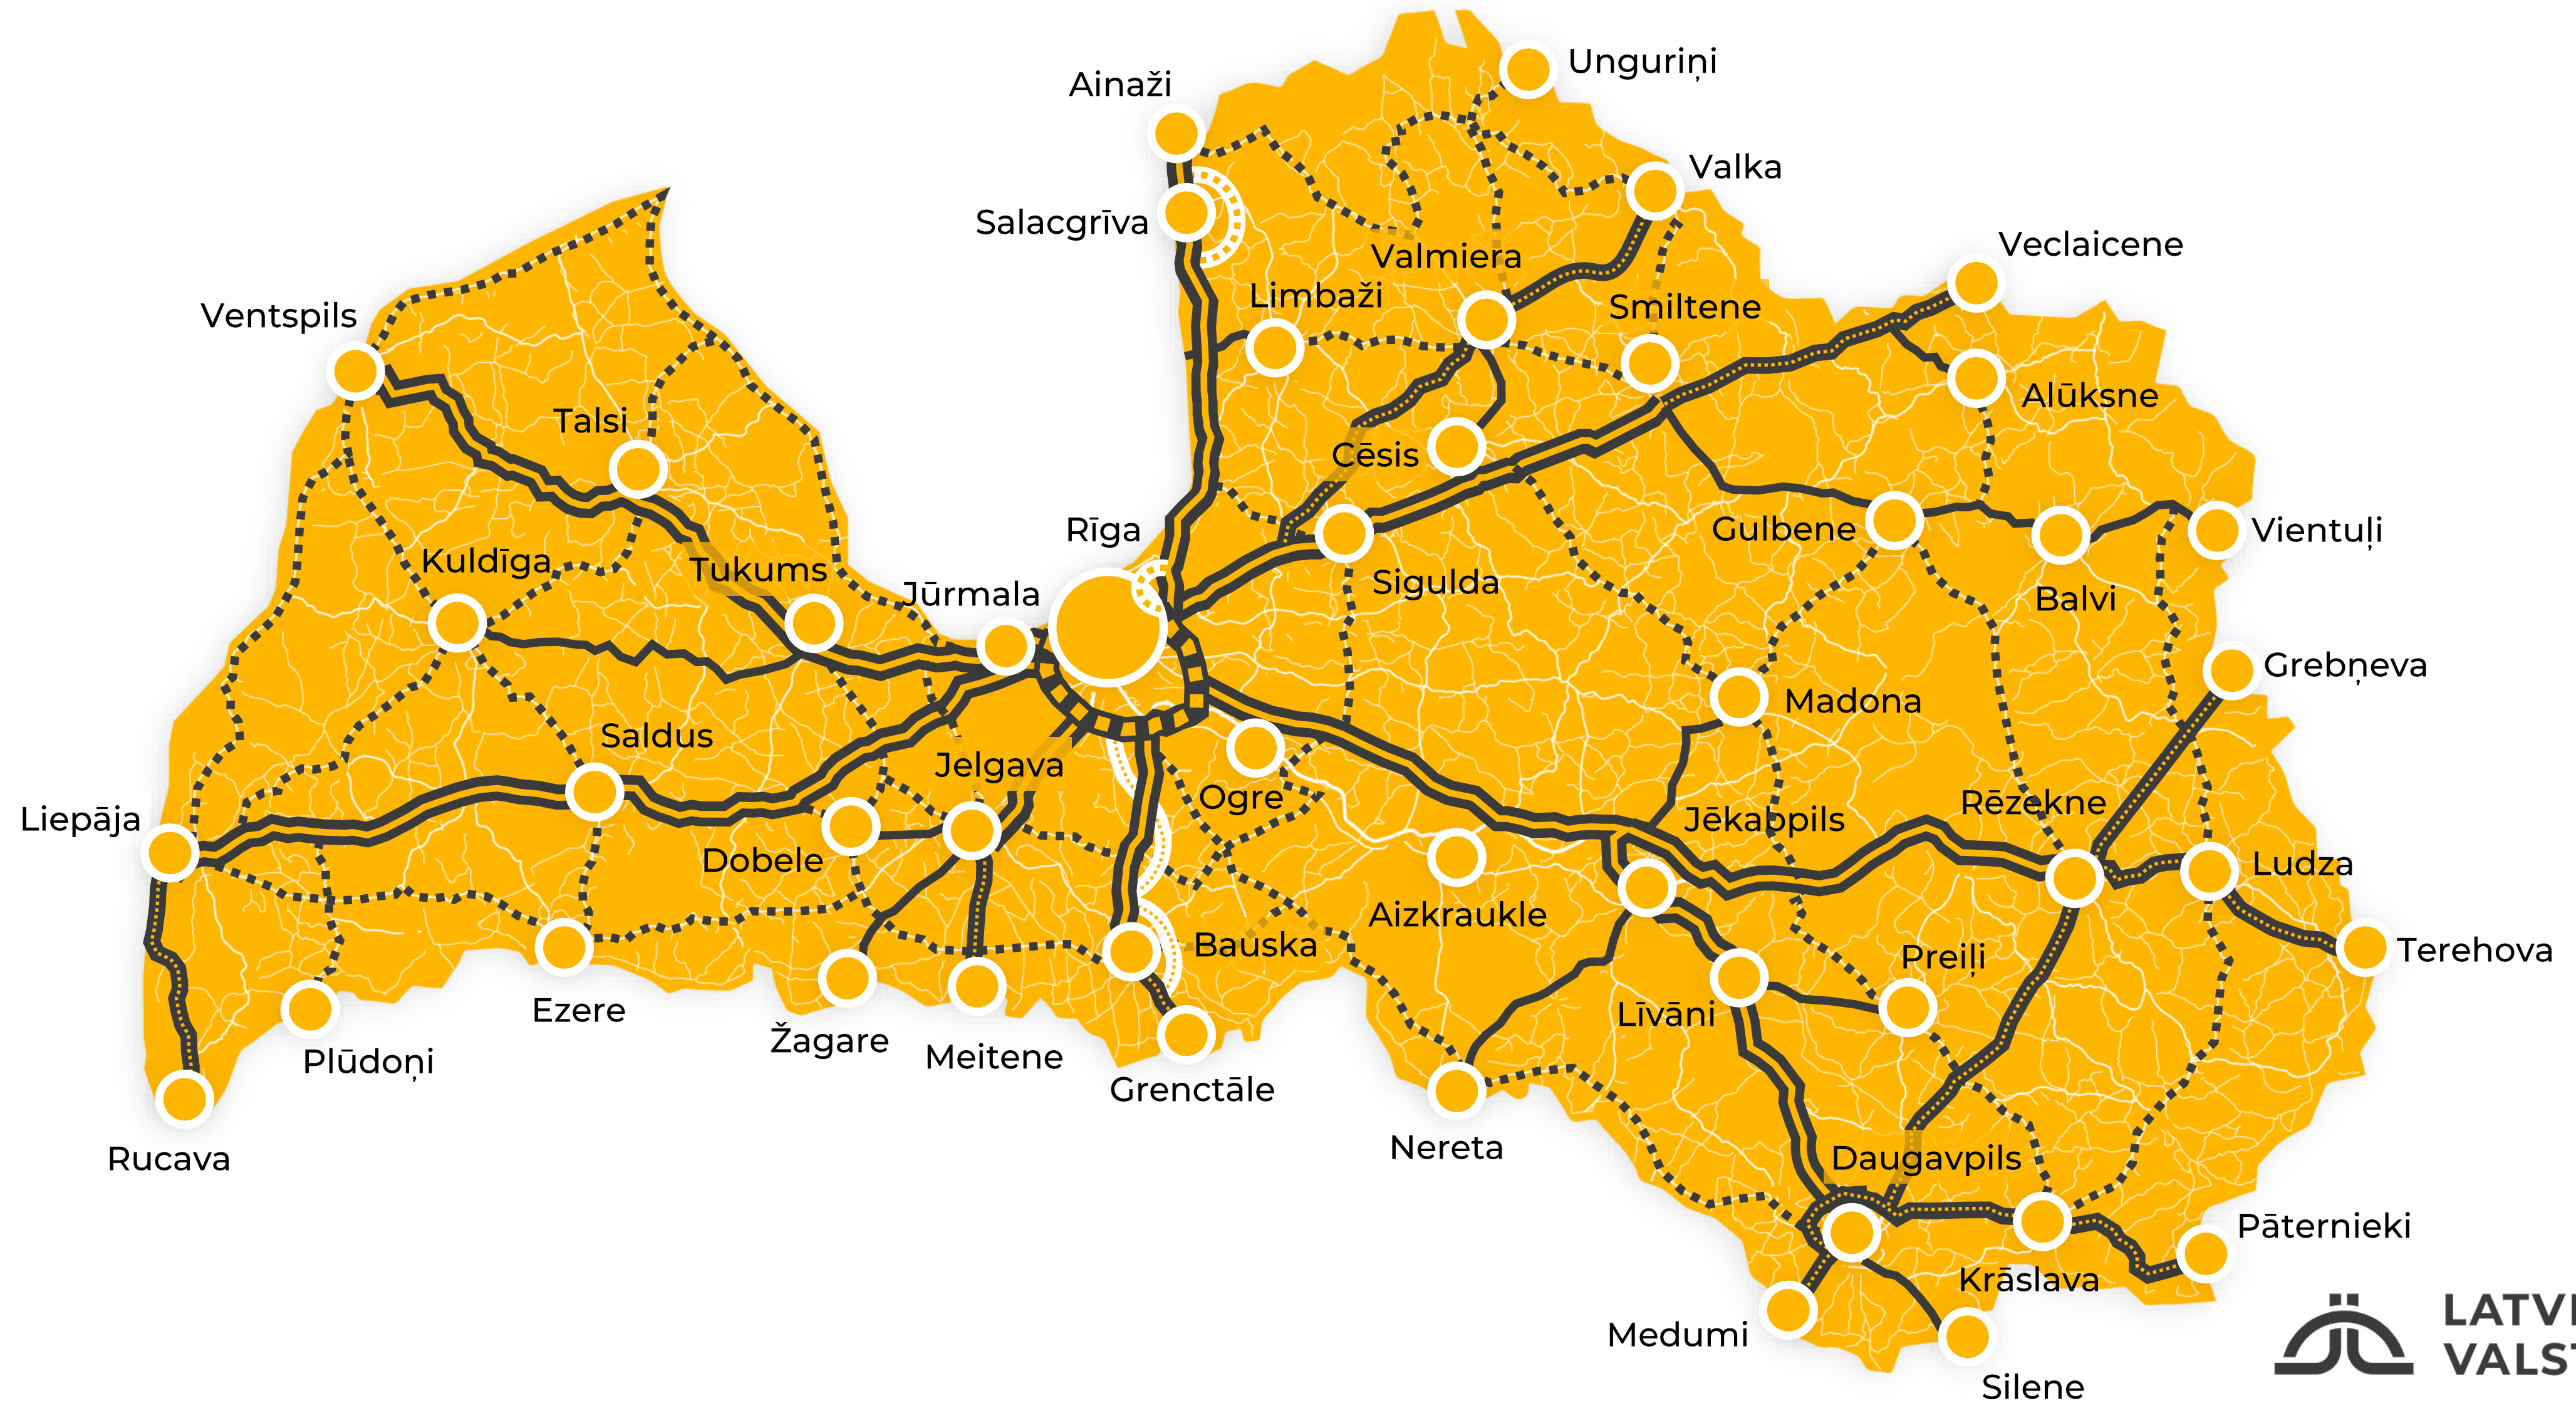 Unguriņi
Ainaži
Valka
Salacgrīva
Veclaicene
Valmiera
Limbaži
Smiltene
Ventspils
Alūksne
Talsi
Cēsis
Rīga
Gulbene
Vientuļi
Kuldīga
Tukums
Sigulda
Jūrmala
Balvi
Grebņeva
Madona
Saldus
Jelgava
Ogre
Rēzekne
Liepāja
Jēkabpils
Dobele
Ludza
Aizkraukle
Bauska
Terehova
Preiļi
Ezere
Līvāni
Žagare
Meitene
Plūdoņi
Grenctāle
Nereta
Rucava
Daugavpils
Pāternieki
Krāslava
Medumi
Silene
LATV
VALST